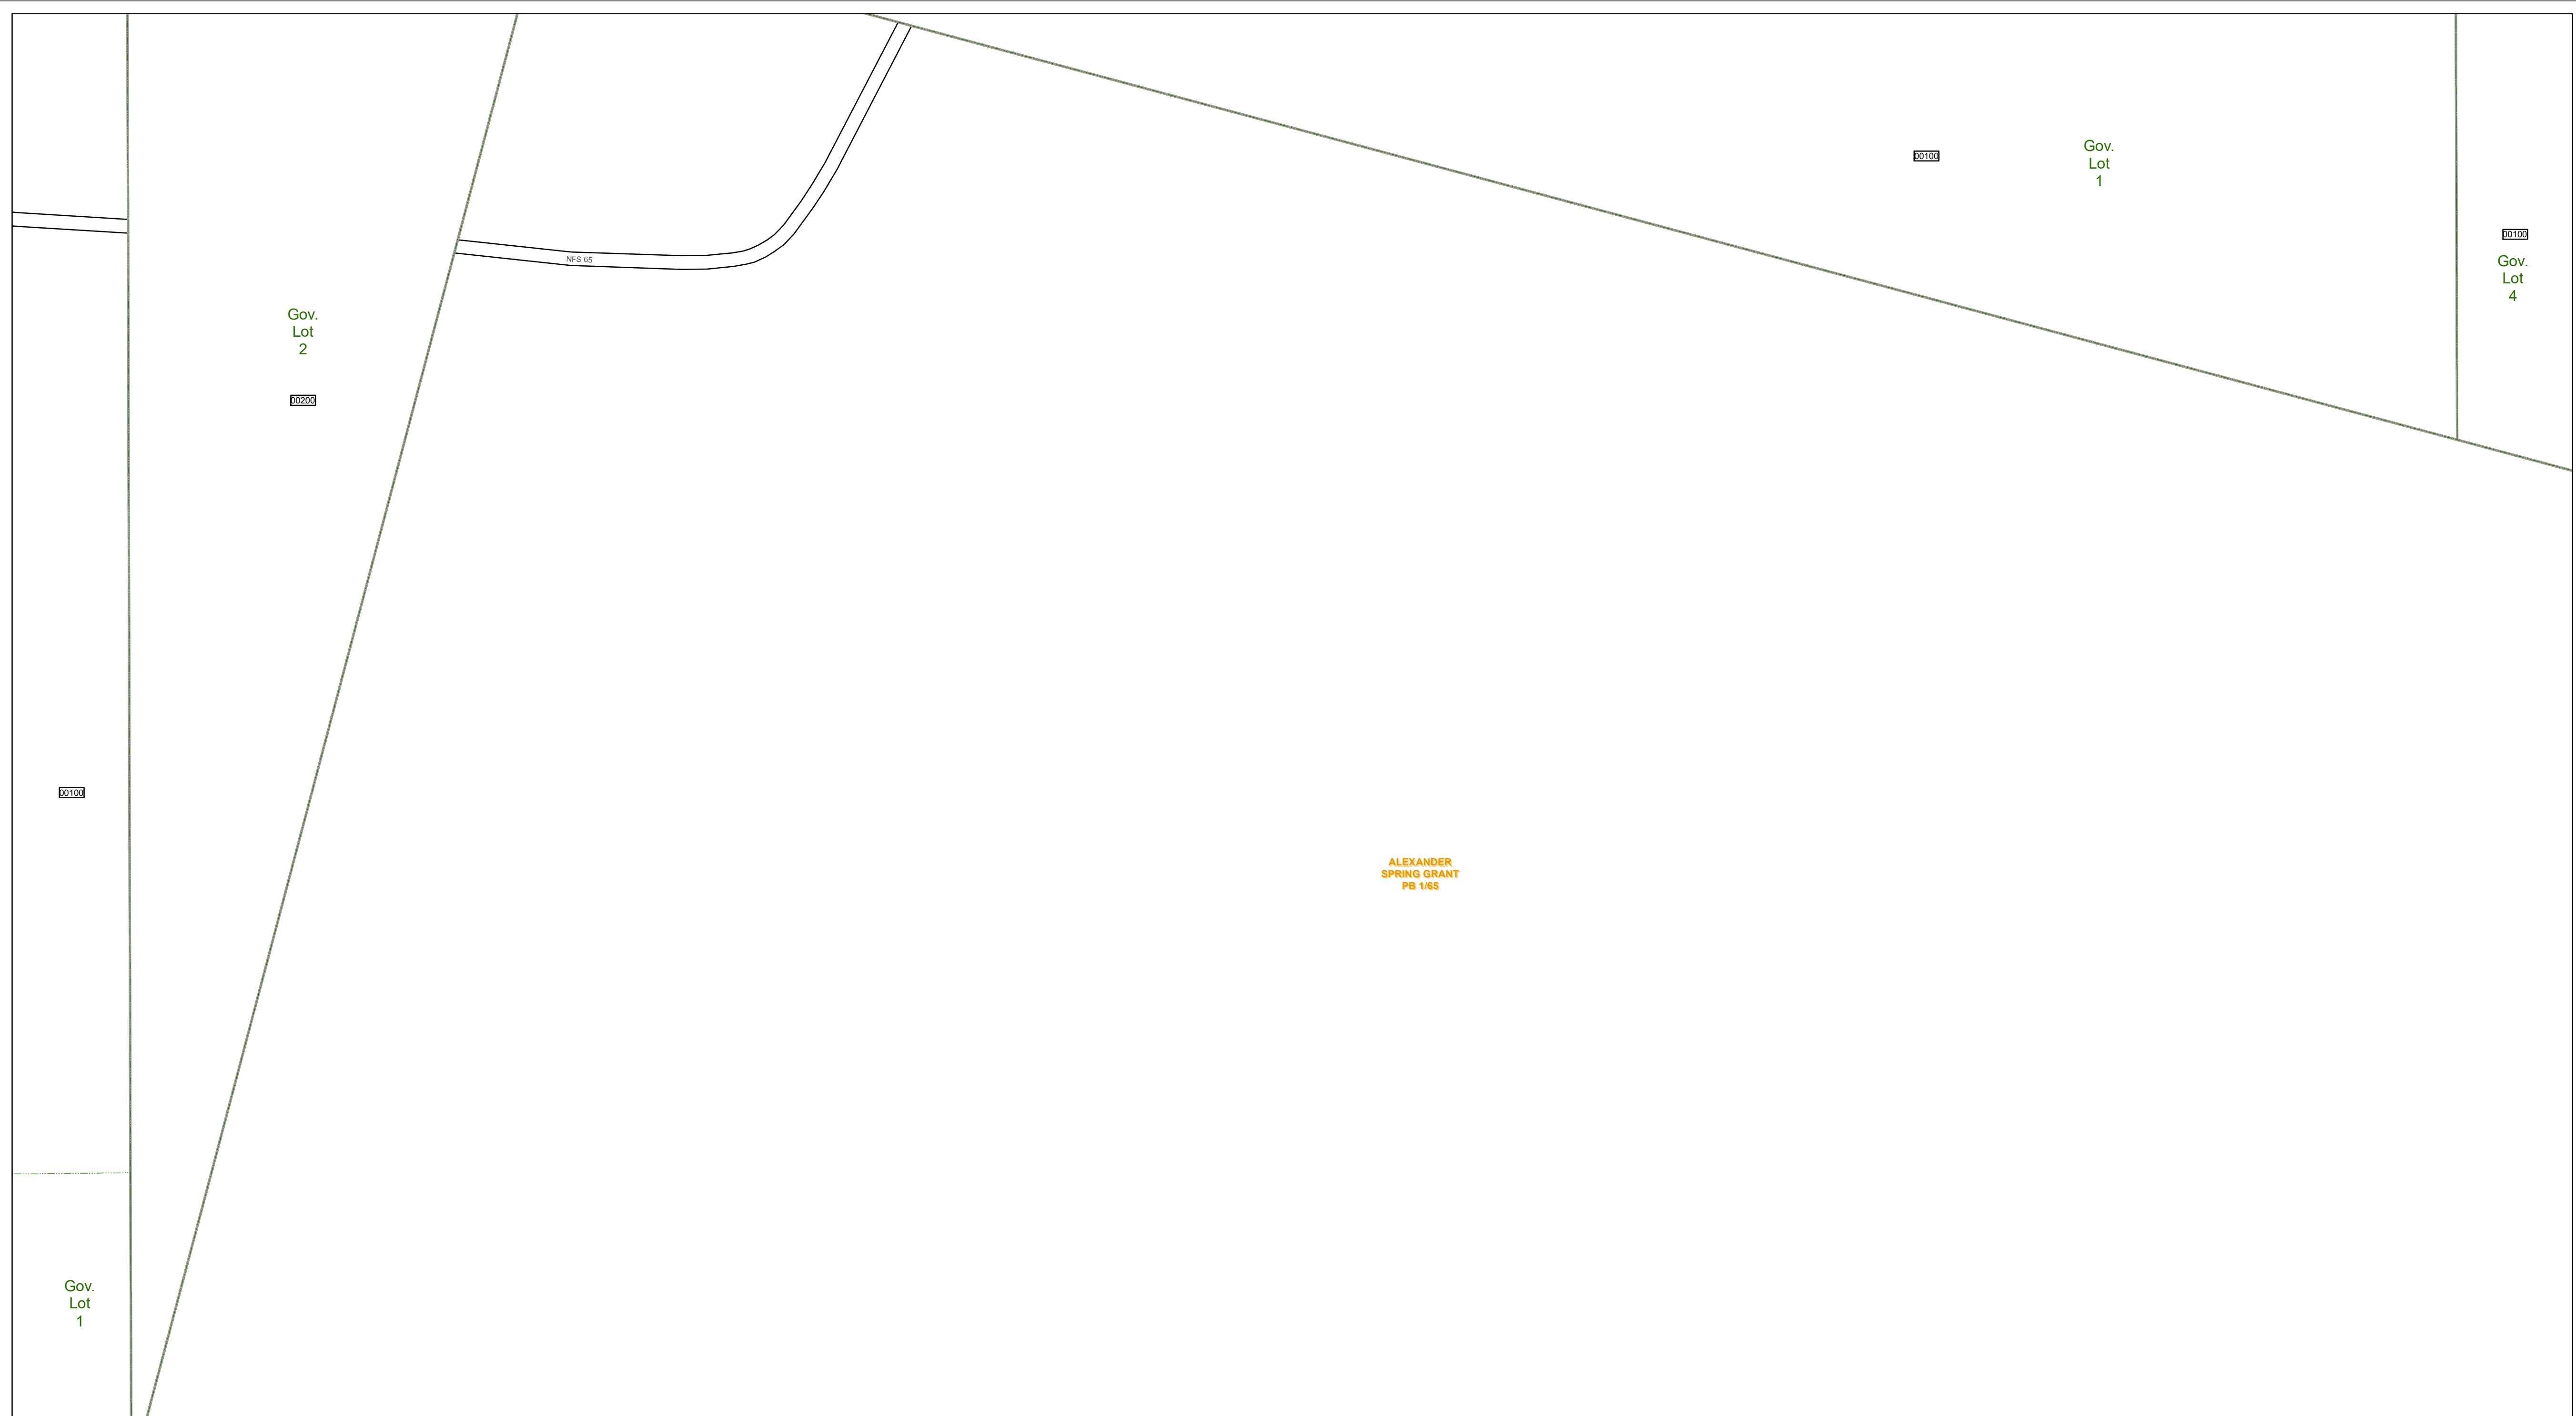 00100
Gov.
Lot
1
00100
Gov.
Lot
4
NFS 65
Gov.
Lot
2
00200
00100
ALEXANDER
SPRING GRANT
PB 1/65
Gov.
Lot
1